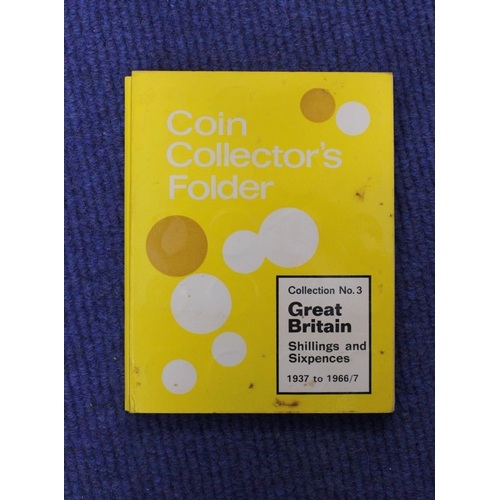 Coin
Collector's
Folder
Collection No. 3
Great
Britain
Shillings and
Sixpences
1937 to 1966/7